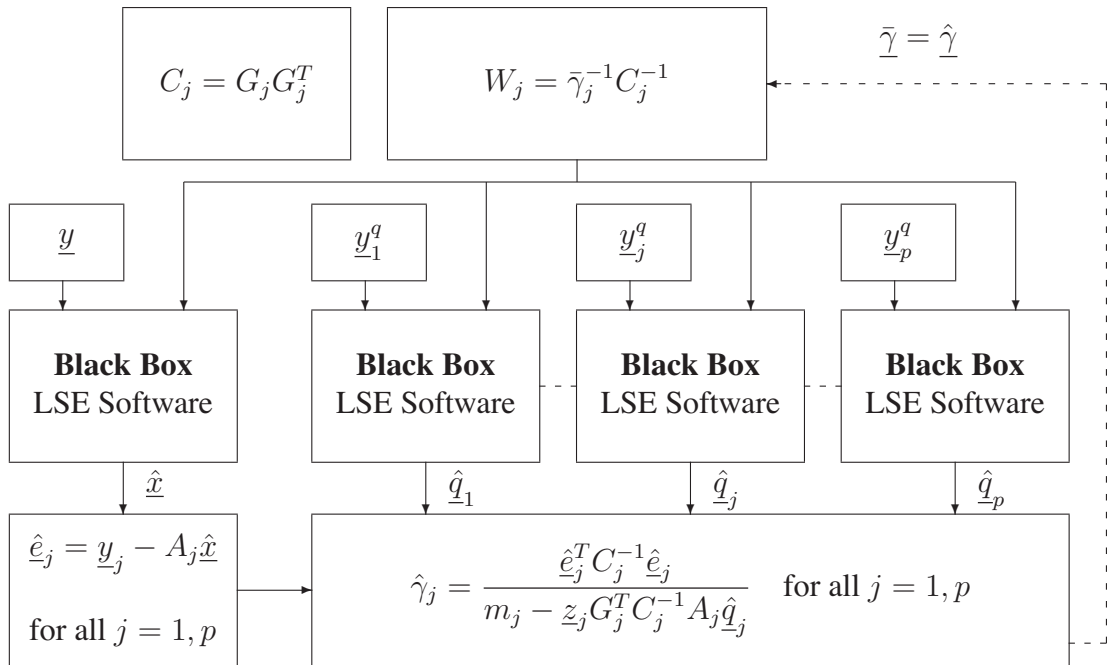 C_j = G_j G_j^T
W_j = \bar{γ}_j^{-1} C_j^{-1}
\underline{\bar{γ}} = \underline{\hat{γ}}
\underline{y}
\underline{y}_1^q
\underline{y}_j^q
\underline{y}_p^q
Black Box
LSE Software
Black Box
LSE Software
Black Box
LSE Software
Black Box
LSE Software
\underline{\hat{x}}
\underline{\hat{q}}_1
\underline{\hat{q}}_j
\underline{\hat{q}}_p
\underline{\hat{e}}_j = \underline{y}_j − A_j \underline{\hat{x}}
for all j = 1, p
\hat{γ}_j = \frac{\underline{\hat{e}}_j^T C_j^{-1} \underline{\hat{e}}_j}{m_j − \underline{z}_j G_j^T C_j^{-1} A_j \underline{\hat{q}}_j} for all j = 1, p